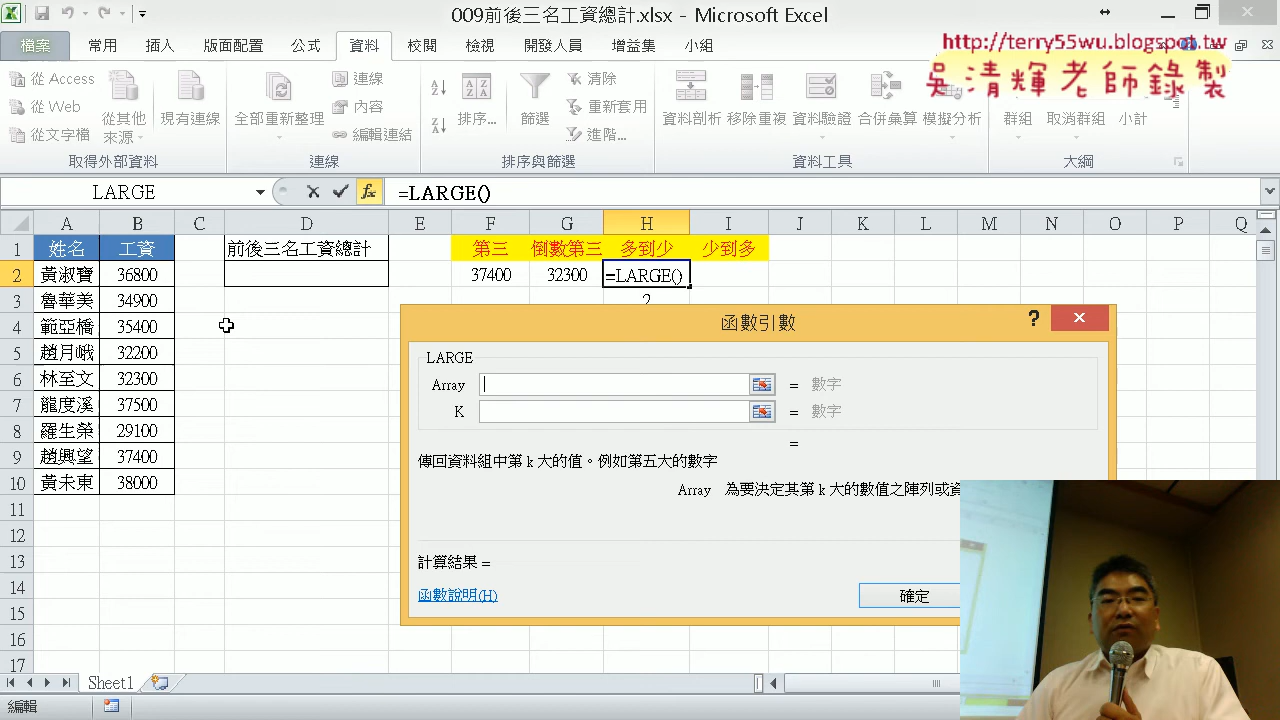 009前後三名工資總計.xlsx - Microsoft Excel
檔案 常用 插入 版面配置 公式 資料 校閱 檢視 開發人員 增益集 小組
http://terry55wu.blogspot.tw
吳清輝老師錄製
從 Access
從 Web
從文字檔
從其他來源
現有連線
取得外部資料
全部重新整理
連線
內容
編輯連結
連線
排序...
篩選
清除
重新套用
進階...
排序與篩選
資料剖析 移除重複 資料驗證 合併彙算 模擬分析
資料工具
群組 取消群組 小計
大綱
LARGE fx =LARGE()
A B C D E F G H I J K L M N O P Q
1 姓名 工資 前後三名工資總計 第三 倒數第三 多到少 少到多
2 黃淑寶 36800 37400 32300 =LARGE()
3 魯華美 34900 2
4 範亞橋 35400
5 趙月峨 32200
6 林至文 32300
7 龍度溪 37500
8 羅生榮 29100
9 趙興望 37400
10 黃未東 38000
11
12
13
14
15
16
17
函數引數 ?
LARGE
Array = 數字
K = 數字
=
傳回資料組中第 k 大的值。例如第五大的數字
Array 為要決定其第 k 大的數值之陣列或資
計算結果 =
函數說明(H)
確定
Sheet1
編輯